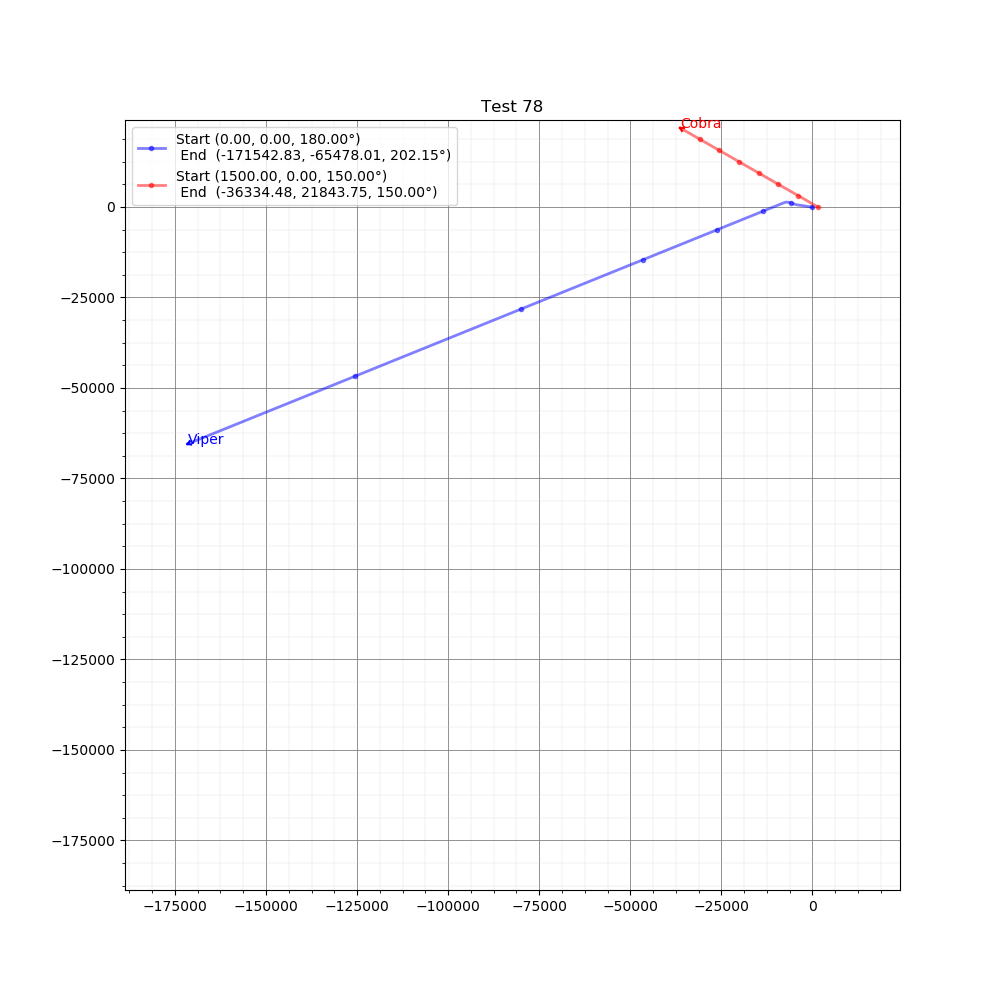 Test 78
Cobra
Start (0.00, 0.00, 180.00°)
End  (-171542.83, -65478.01, 202.15°)
Start (1500.00, 0.00, 150.00°)
End  (-36334.48, 21843.75, 150.00°)
0
−25000
−50000
Viper
−75000
−100000
−125000
−150000
−175000
−175000 −150000 −125000 −100000 −75000 −50000 −25000 0